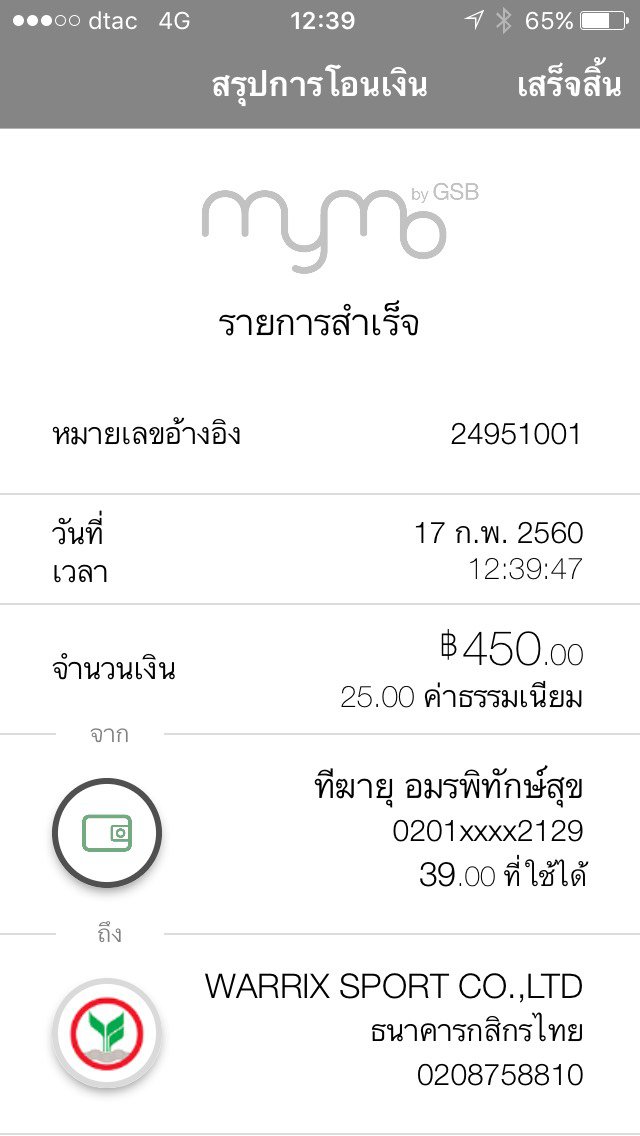 dtac 4G 12:39 65%
สรุปการโอนเงิน เสร็จสิ้น
mymo by GSB
รายการสำเร็จ
หมายเลขอ้างอิง 24951001
วันที่ 17 ก.พ. 2560
เวลา 12:39:47
จำนวนเงิน ฿450.00
25.00 ค่าธรรมเนียม
จาก
ทีฆายุ อมรพิทักษ์สุข
0201xxxx2129
39.00 ที่ใช้ได้
ถึง
WARRIX SPORT CO.,LTD
ธนาคารกสิกรไทย
0208758810